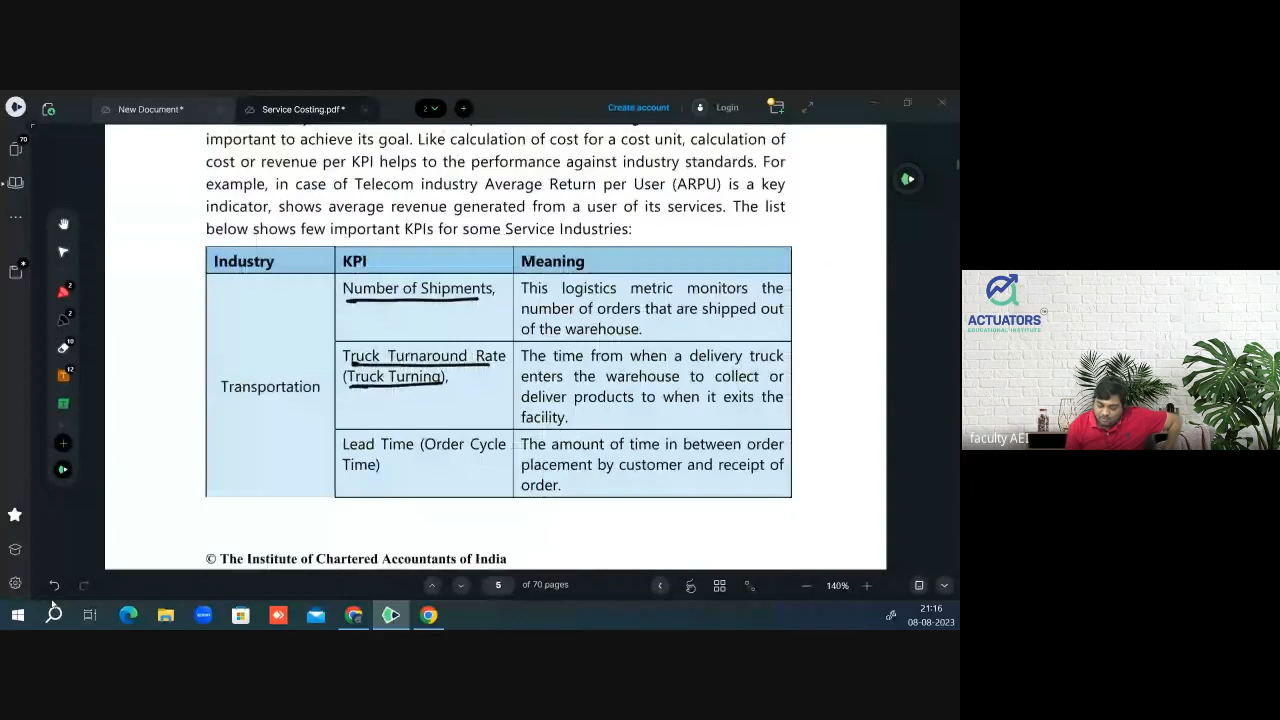 New Document*
Service Costing.pdf*
2
Create account
Login
important to achieve its goal. Like calculation of cost for a cost unit, calculation of
cost or revenue per KPI helps to the performance against industry standards. For
example, in case of Telecom industry Average Return per User (ARPU) is a key
indicator, shows average revenue generated from a user of its services. The list
below shows few important KPIs for some Service Industries:
Industry KPI Meaning
Transportation
Number of Shipments,
This logistics metric monitors the
number of orders that are shipped out
of the warehouse.
Truck Turnaround Rate
(Truck Turning),
The time from when a delivery truck
enters the warehouse to collect or
deliver products to when it exits the
facility.
Lead Time (Order Cycle
Time)
The amount of time in between order
placement by customer and receipt of
order.
© The Institute of Chartered Accountants of India
5 of 70 pages
140%
21:16
08-08-2023
70
2
2
10
12
ACTUATORS
EDUCATIONAL INSTITUTE
faculty AEI